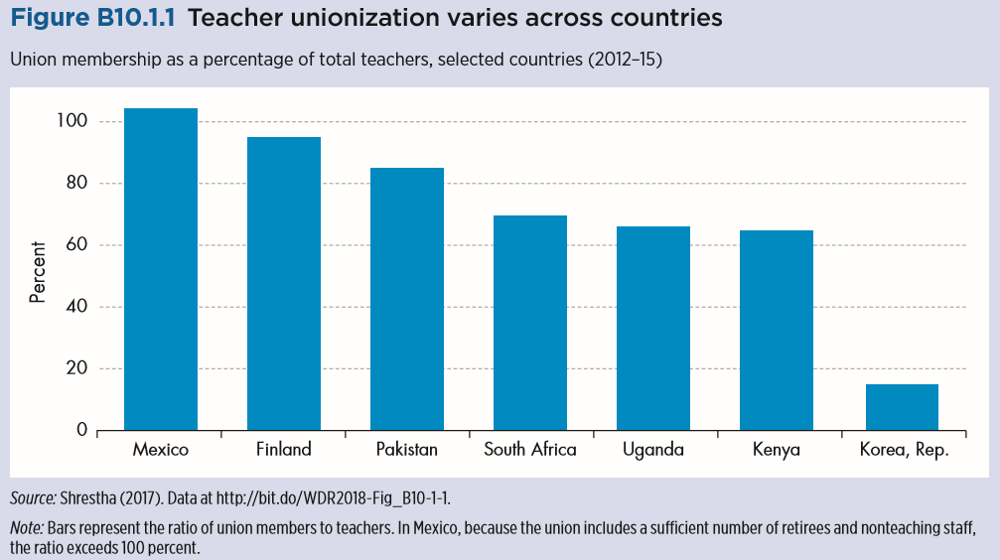 Figure B10.1.1 Teacher unionization varies across countries
Union membership as a percentage of total teachers, selected countries (2012–15)
Percent
100
80
60
40
20
0
Mexico Finland Pakistan South Africa Uganda Kenya Korea, Rep.
Source: Shrestha (2017). Data at http://bit.do/WDR2018-Fig_B10-1-1.
Note: Bars represent the ratio of union members to teachers. In Mexico, because the union includes a sufficient number of retirees and nonteaching staff,
the ratio exceeds 100 percent.